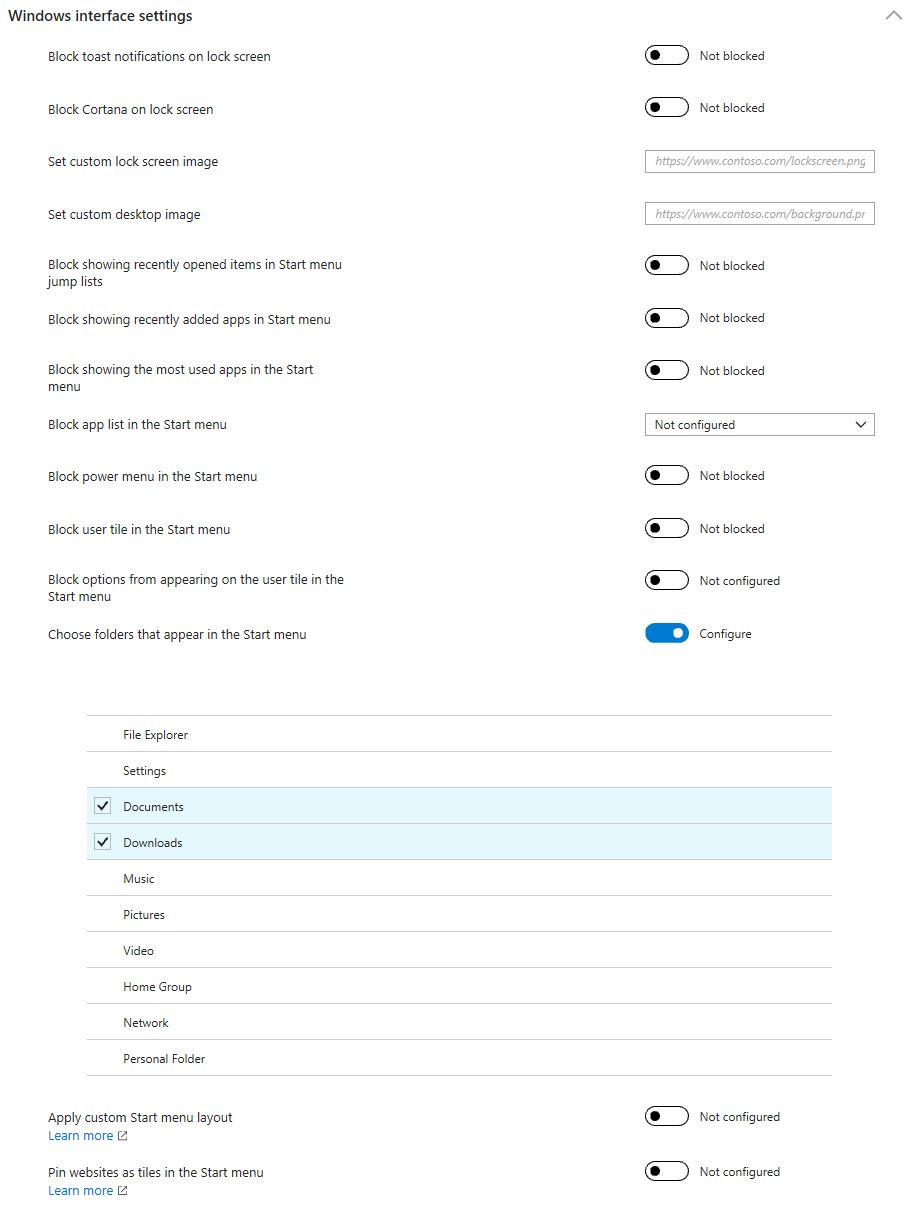 Windows interface settings
Block toast notifications on lock screen
Not blocked
Block Cortana on lock screen
Not blocked
Set custom lock screen image
https://www.contoso.com/lockscreen.png
Set custom desktop image
https://www.contoso.com/background.pr
Block showing recently opened items in Start menu
jump lists
Not blocked
Block showing recently added apps in Start menu
Not blocked
Block showing the most used apps in the Start
menu
Not blocked
Block app list in the Start menu
Not configured
Block power menu in the Start menu
Not blocked
Block user tile in the Start menu
Not blocked
Block options from appearing on the user tile in the
Start menu
Not configured
Choose folders that appear in the Start menu
Configure
File Explorer
Settings
Documents
Downloads
Music
Pictures
Video
Home Group
Network
Personal Folder
Apply custom Start menu layout
Learn more
Not configured
Pin websites as tiles in the Start menu
Learn more
Not configured